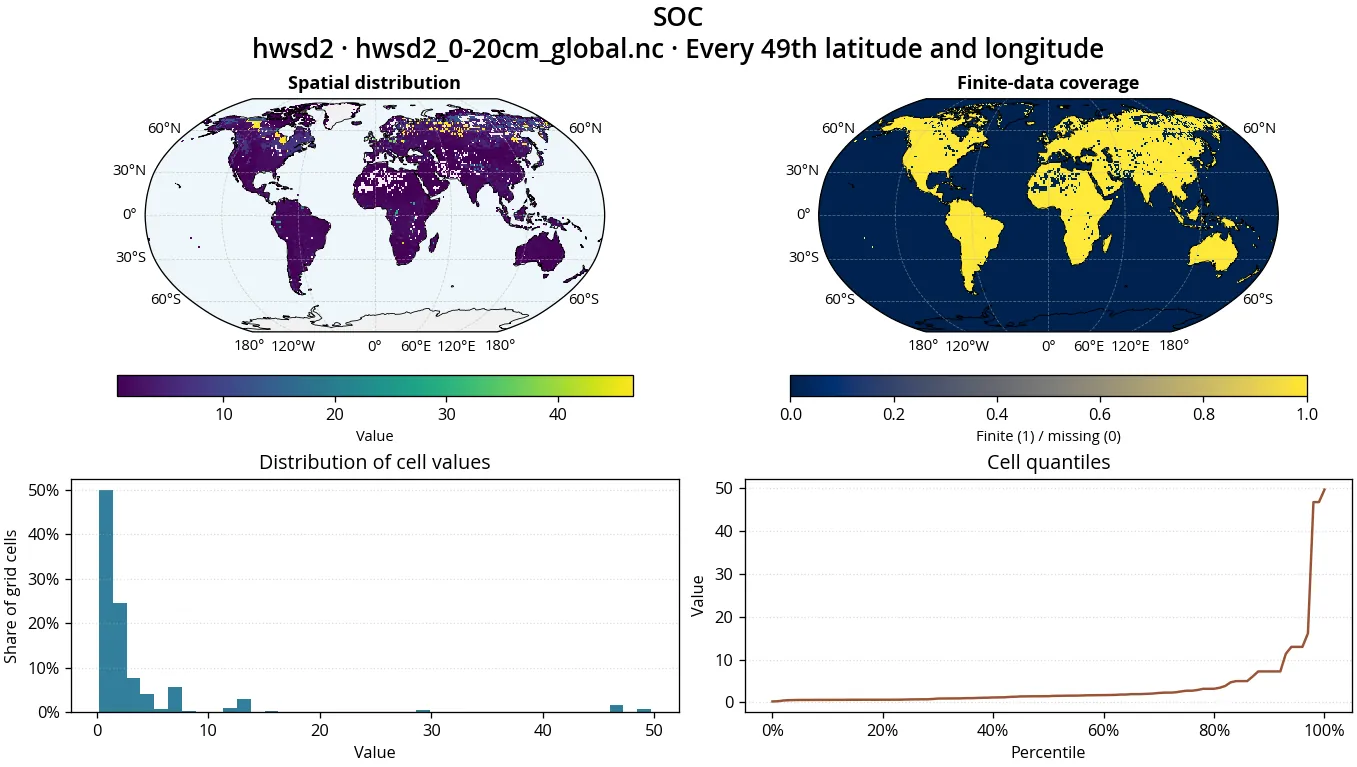 SOC
hwsd2 · hwsd2_0-20cm_global.nc · Every 49th latitude and longitude
Spatial distribution
60°N 60°N
30°N
0°
30°S
60°S 60°S
180° 120°W 0° 60°E 120°E 180°
10 20 30 40
Value
Finite-data coverage
60°N 60°N
30°N
0°
30°S
60°S 60°S
180° 120°W 0° 60°E 120°E 180°
0.0 0.2 0.4 0.6 0.8 1.0
Finite (1) / missing (0)
Distribution of cell values
Share of grid cells
50%
40%
30%
20%
10%
0%
0 10 20 30 40 50
Value
Cell quantiles
Value
50
40
30
20
10
0
0% 20% 40% 60% 80% 100%
Percentile